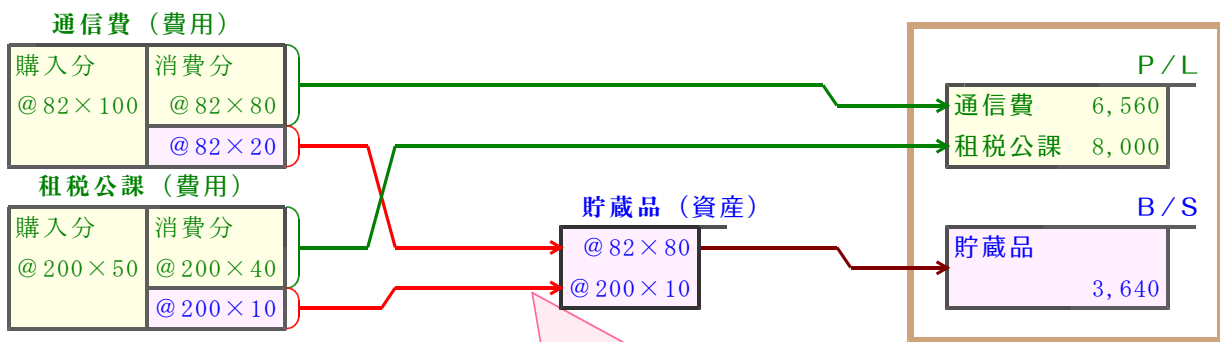 通信費（費用）
購入分 消費分
@82×100 @82×80
@82×20
租税公課（費用）
購入分 消費分
@200×50 @200×40
@200×10
貯蔵品（資産）
@82×80
@200×10
P/L
通信費 6,560
租税公課 8,000
B/S
貯蔵品
3,640